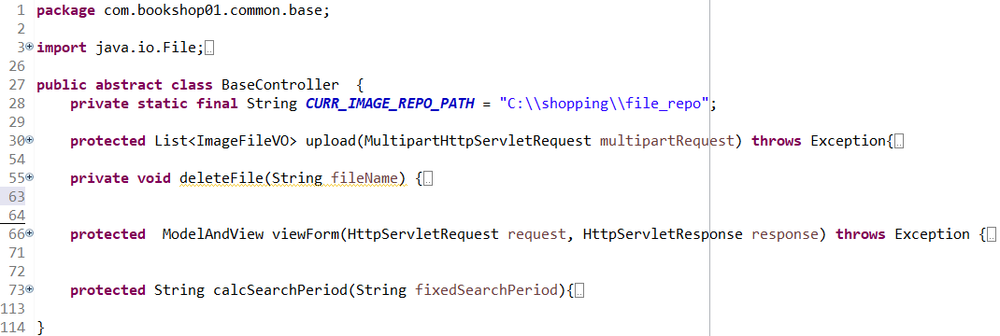 1 package com.bookshop01.common.base;
2
3 import java.io.File;
26
27 public abstract class BaseController  {
28 private static final String CURR_IMAGE_REPO_PATH = "C:\\shopping\\file_repo";
29
30 protected List<ImageFileVO> upload(MultipartHttpServletRequest multipartRequest) throws Exception{
54
55 private void deleteFile(String fileName) {
63
64
66 protected  ModelAndView viewForm(HttpServletRequest request, HttpServletResponse response) throws Exception {
71
72
73 protected String calcSearchPeriod(String fixedSearchPeriod){
113
114 }